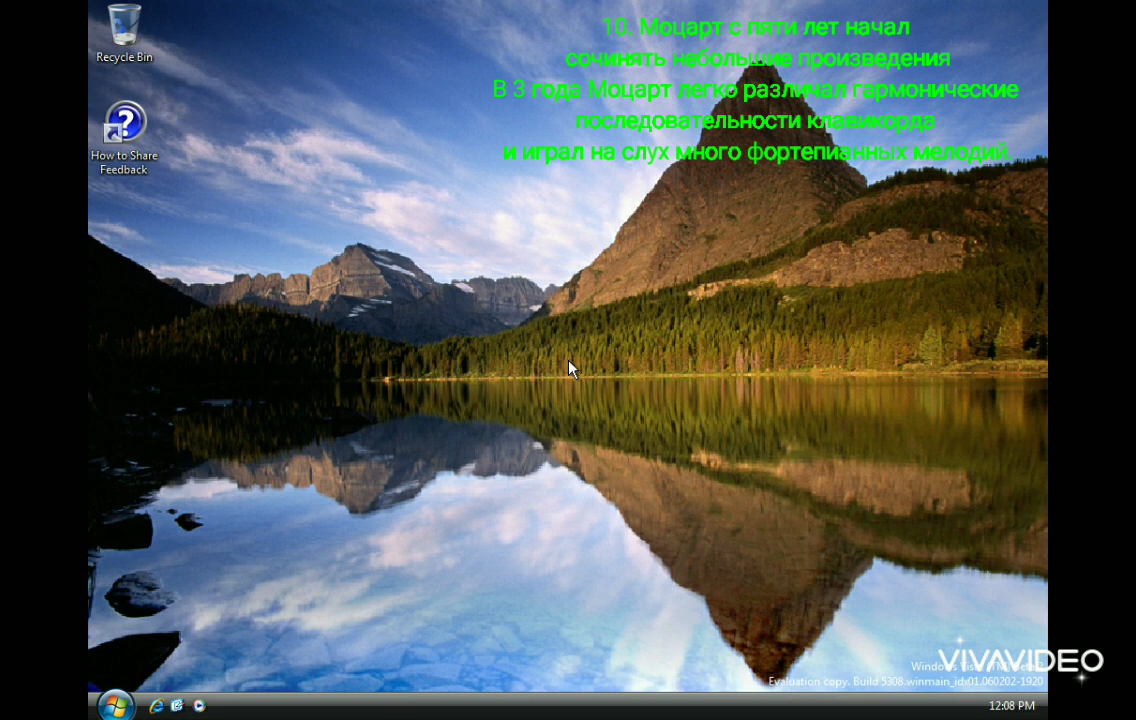 Recycle Bin
How to Share
Feedback
10. Моцарт с пяти лет начал
сочинять небольшие произведения
В 3 года Моцарт легко различал гармонические
последовательности клавикорда
и играл на слух много фортепианных мелодий.
VIVAVIDEO
Evaluation copy. Build 5308.winmain_idx01.060202-1920
12:08 PM